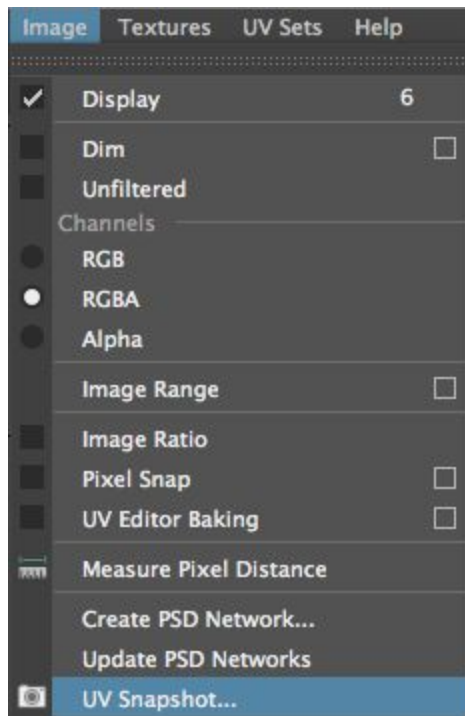 Image Textures UV Sets Help
Display 6
Dim
Unfiltered
Channels
RGB
RGBA
Alpha
Image Range
Image Ratio
Pixel Snap
UV Editor Baking
Measure Pixel Distance
Create PSD Network...
Update PSD Networks
UV Snapshot...